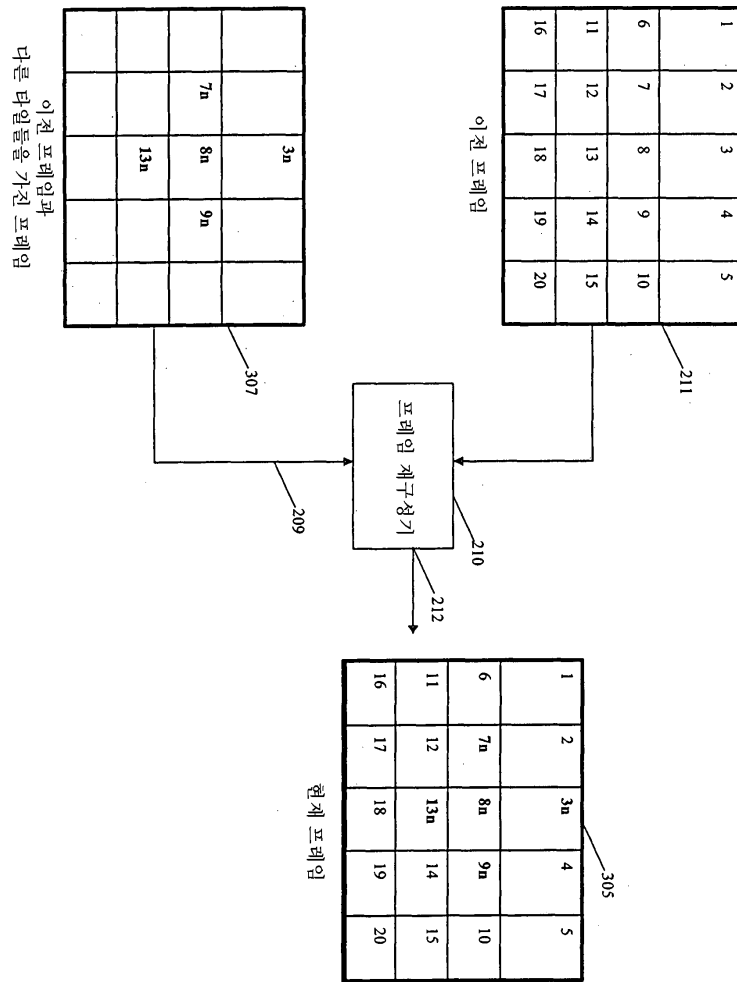 1 2 3 4 5
6 7 8 9 10
11 12 13 14 15
16 17 18 19 20
이전 프레임
211
3n
7n 8n 9n
13n
이전 프레임과
다른 타일들을 가진 프레임
307
209
프레임 재구성기
210
212
1 2 3n 4 5
6 7n 8n 9n 10
11 12 13n 14 15
16 17 18 19 20
현재 프레임
305